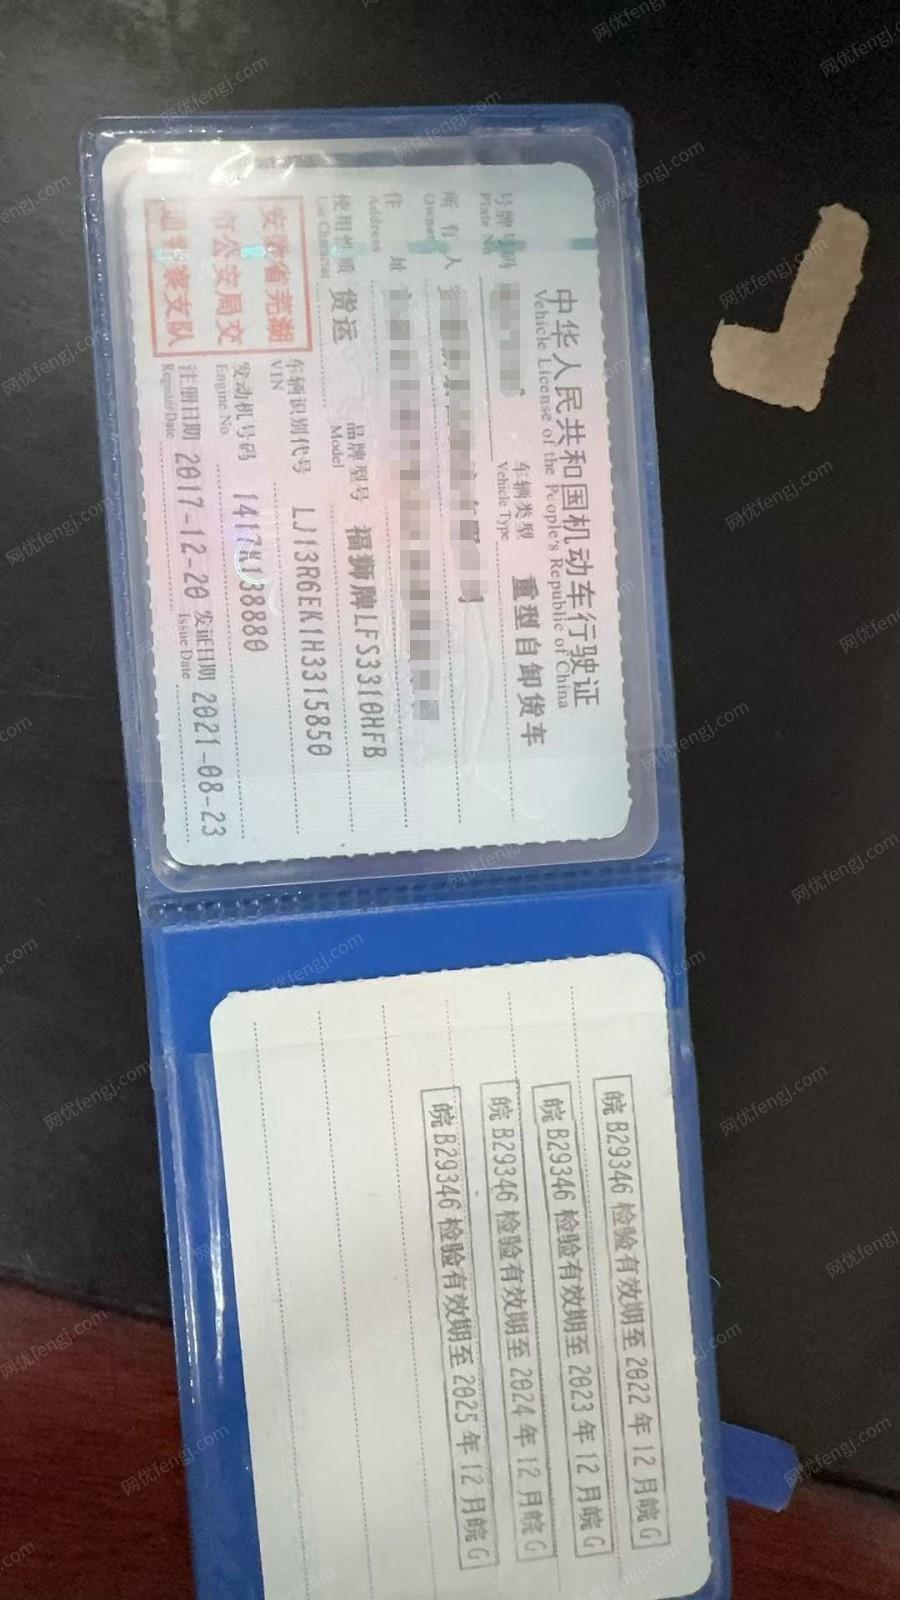 中华人民共和国机动车行驶证
Vehicle License of the People's Republic of China
号牌号码
Plate No.
车辆类型 重型自卸货车
Vehicle Type
所有人
Owner
住址
Address
使用性质 货运
Use Character
品牌型号 福狮牌LFS3310HFB
Model
安徽省芜湖
市公安局交
通警察支队
车辆识别代号 LJ13R6EK1H3315850
VIN
发动机号码 1417K138880
Engine No.
注册日期 2017-12-20 发证日期 2021-08-23
Register Date Issue Date
皖B29346检验有效期至2022年12月皖G
皖B29346检验有效期至2023年12月皖G
皖B29346检验有效期至2024年12月皖G
皖B29346检验有效期至2025年12月皖G
网优fengj.com